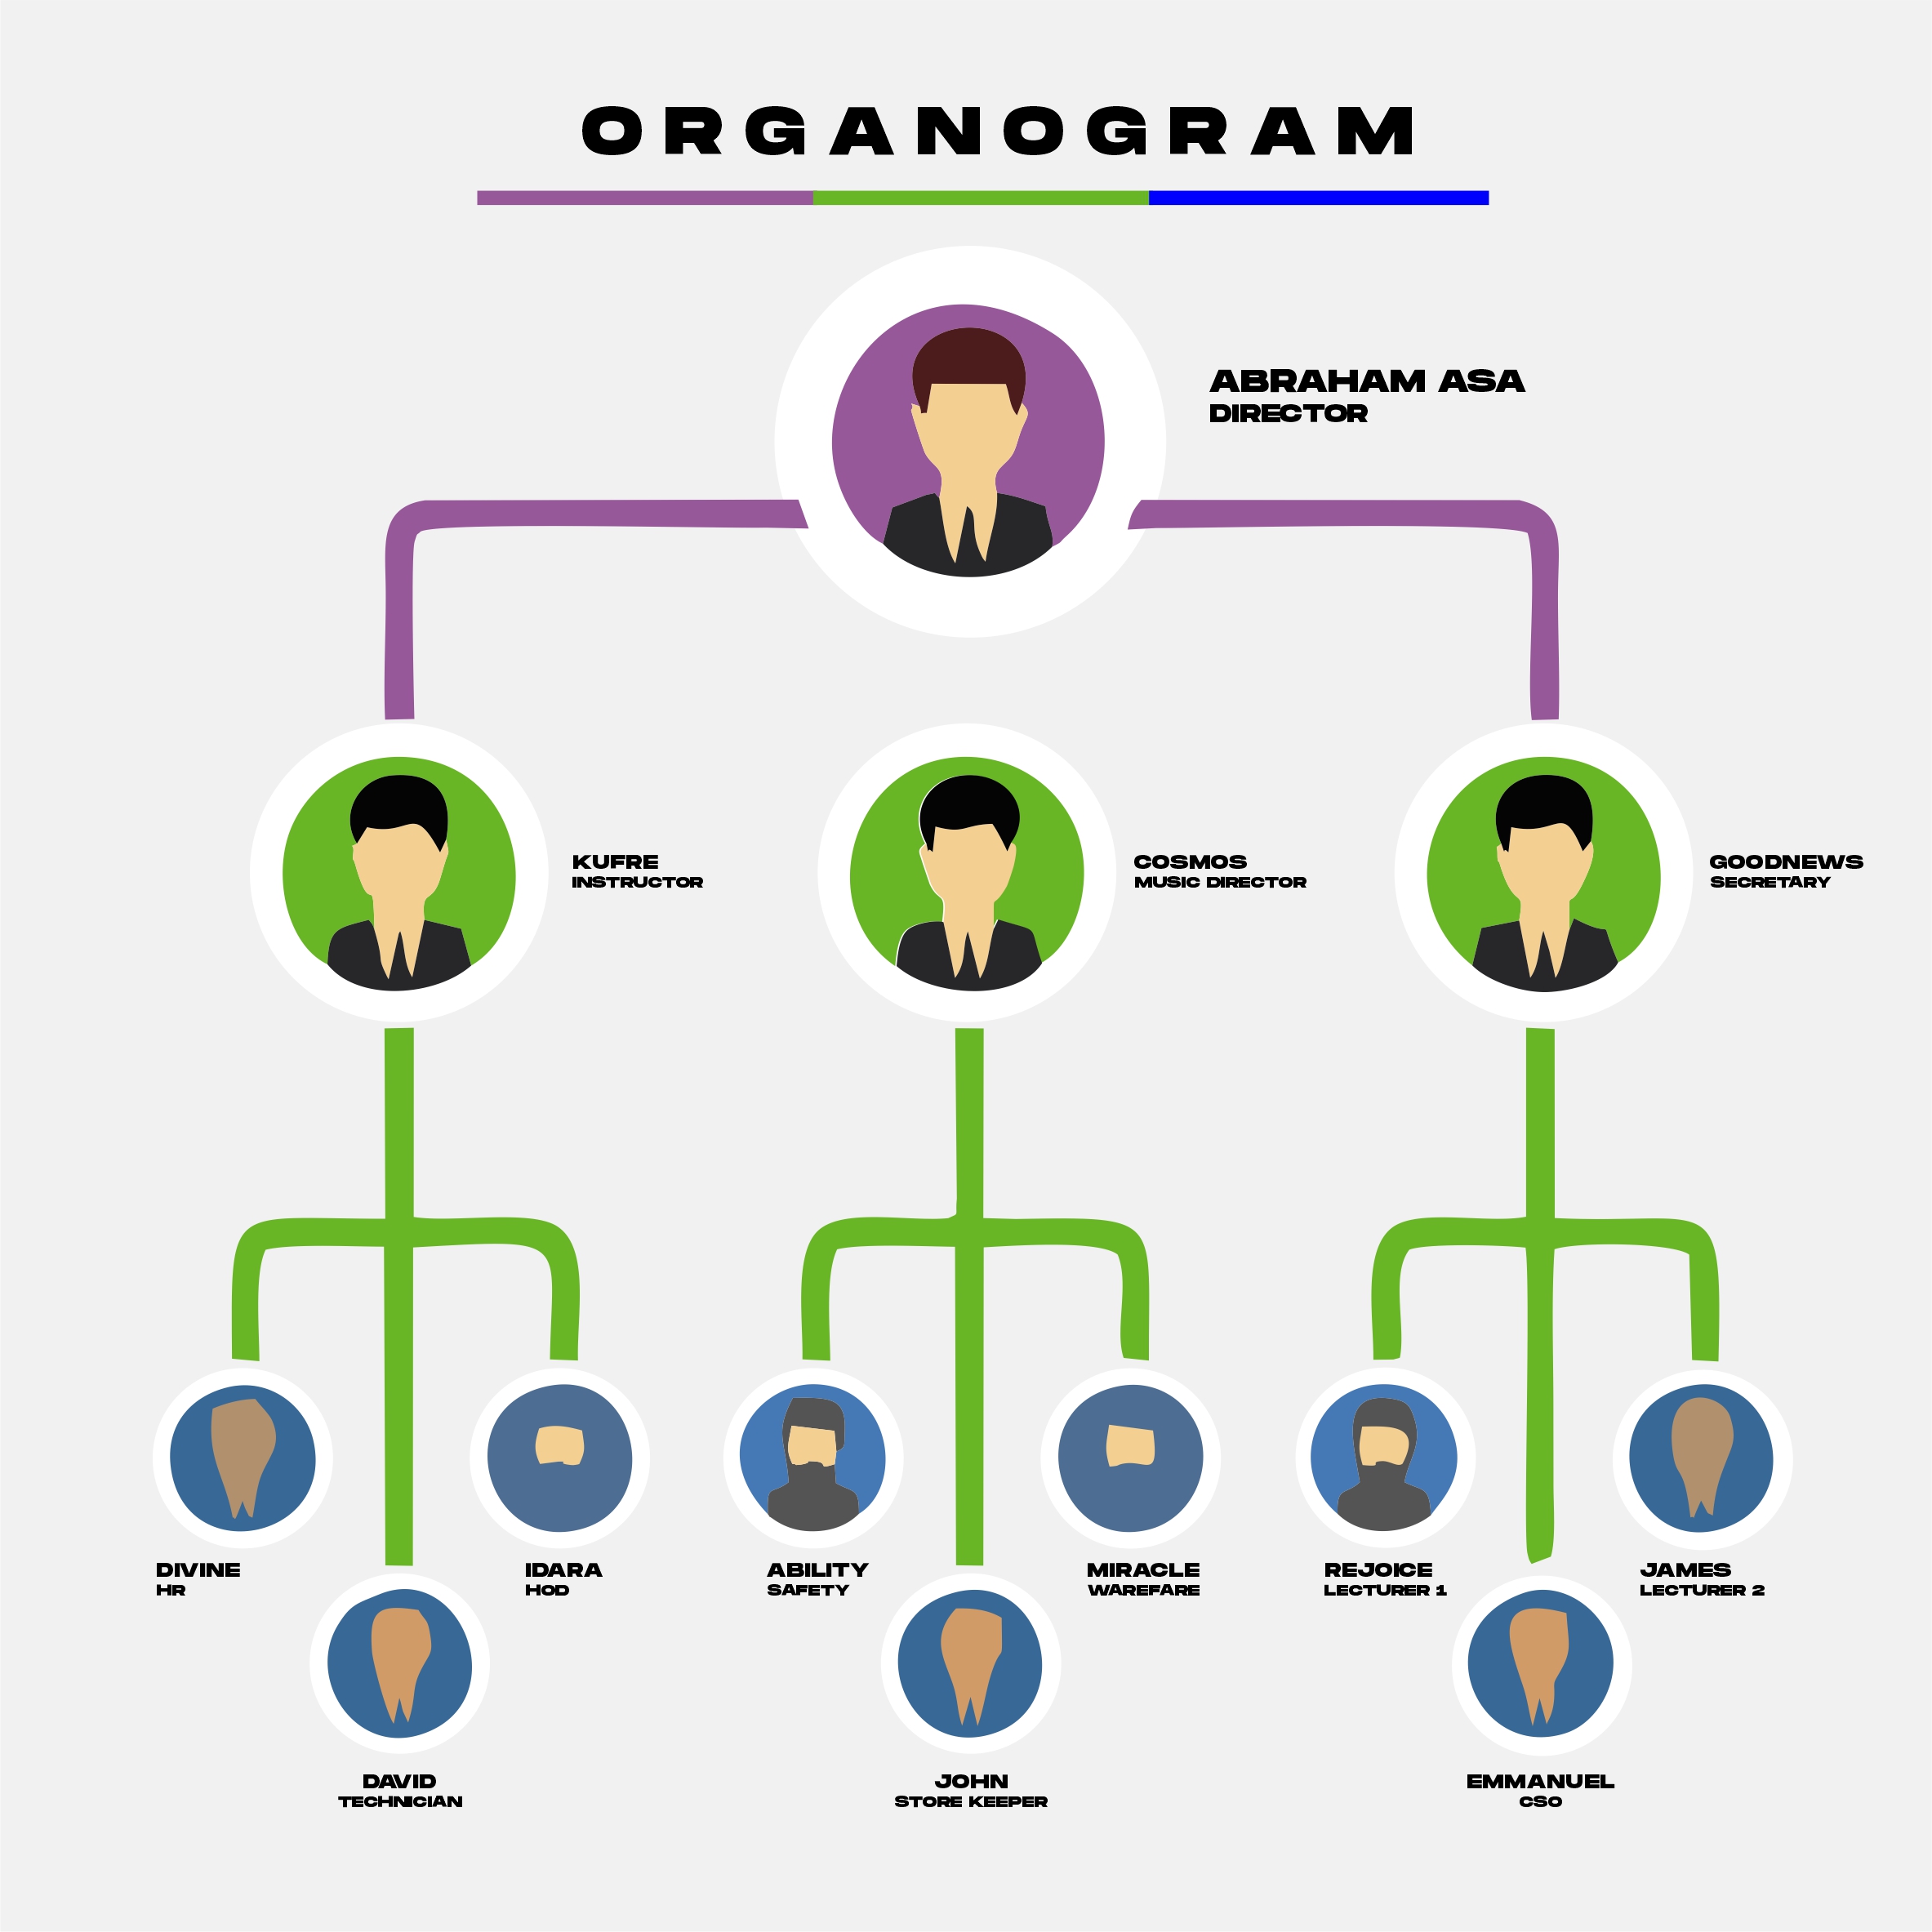 ORGANOGRAM
ABRAHAM ASA
DIRECTOR
KUFRE
INSTRUCTOR
COSMOS
MUSIC DIRECTOR
GOODNEWS
SECRETARY
DIVINE
HR
IDARA
HOD
ABILITY
SAFETY
MIRACLE
WAREFARE
REJOICE
LECTURER 1
JAMES
LECTURER 2
DAVID
TECHNICIAN
JOHN
STORE KEEPER
EMMANUEL
CSO